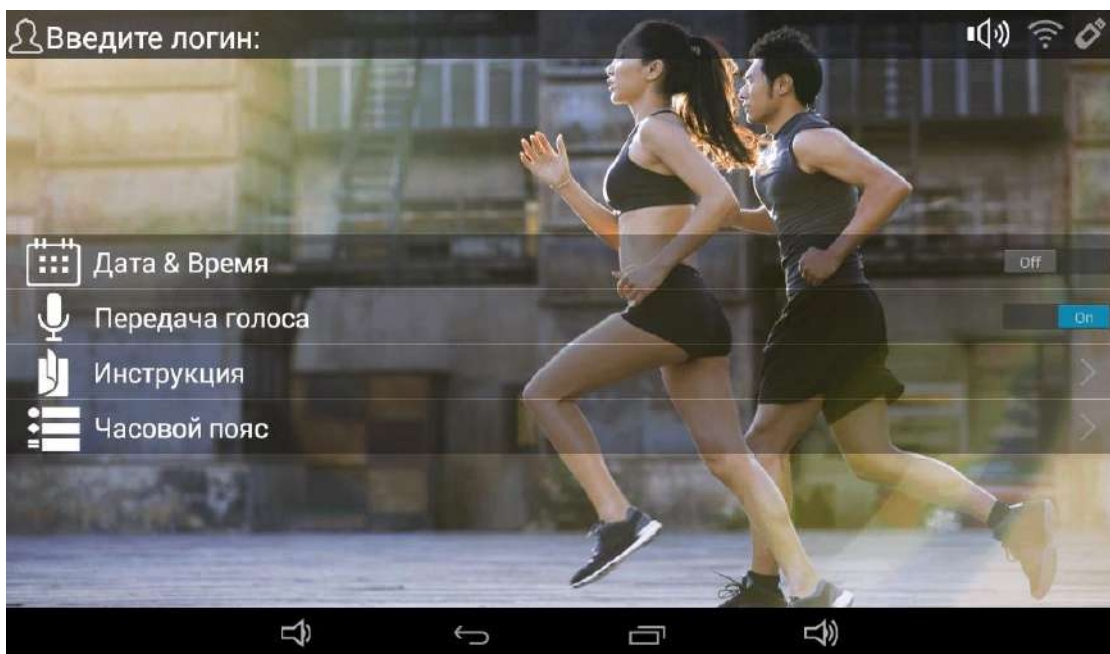 Введите логин:
Дата & Время
Off
Передача голоса
On
Инструкция
Часовой пояс